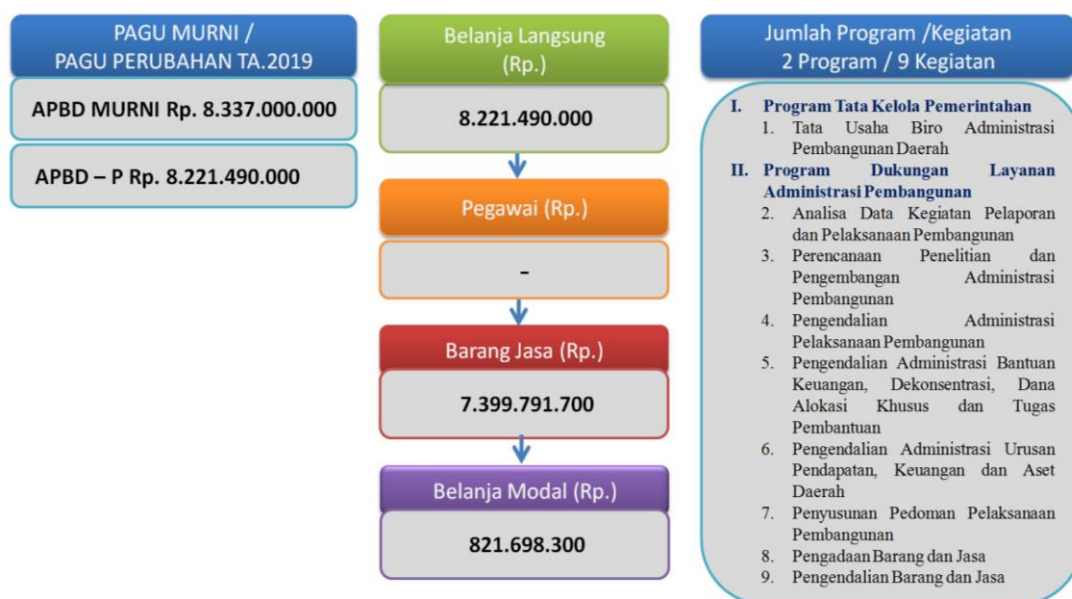 PAGU MURNI /
PAGU PERUBAHAN TA.2019
APBD MURNI Rp. 8.337.000.000
APBD – P Rp. 8.221.490.000
Belanja Langsung
(Rp.)
8.221.490.000
Pegawai (Rp.)
-
Barang Jasa (Rp.)
7.399.791.700
Belanja Modal (Rp.)
821.698.300
Jumlah Program /Kegiatan
2 Program / 9 Kegiatan
I. Program Tata Kelola Pemerintahan
1. Tata Usaha Biro Administrasi
Pembangunan Daerah
II. Program Dukungan Layanan
Administrasi Pembangunan
2. Analisa Data Kegiatan Pelaporan
dan Pelaksanaan Pembangunan
3. Perencanaan Penelitian dan
Pengembangan Administrasi
Pembangunan
4. Pengendalian Administrasi
Pelaksanaan Pembangunan
5. Pengendalian Administrasi Bantuan
Keuangan, Dekonsentrasi, Dana
Alokasi Khusus dan Tugas
Pembantuan
6. Pengendalian Administrasi Urusan
Pendapatan, Keuangan dan Aset
Daerah
7. Penyusunan Pedoman Pelaksanaan
Pembangunan
8. Pengadaan Barang dan Jasa
9. Pengendalian Barang dan Jasa